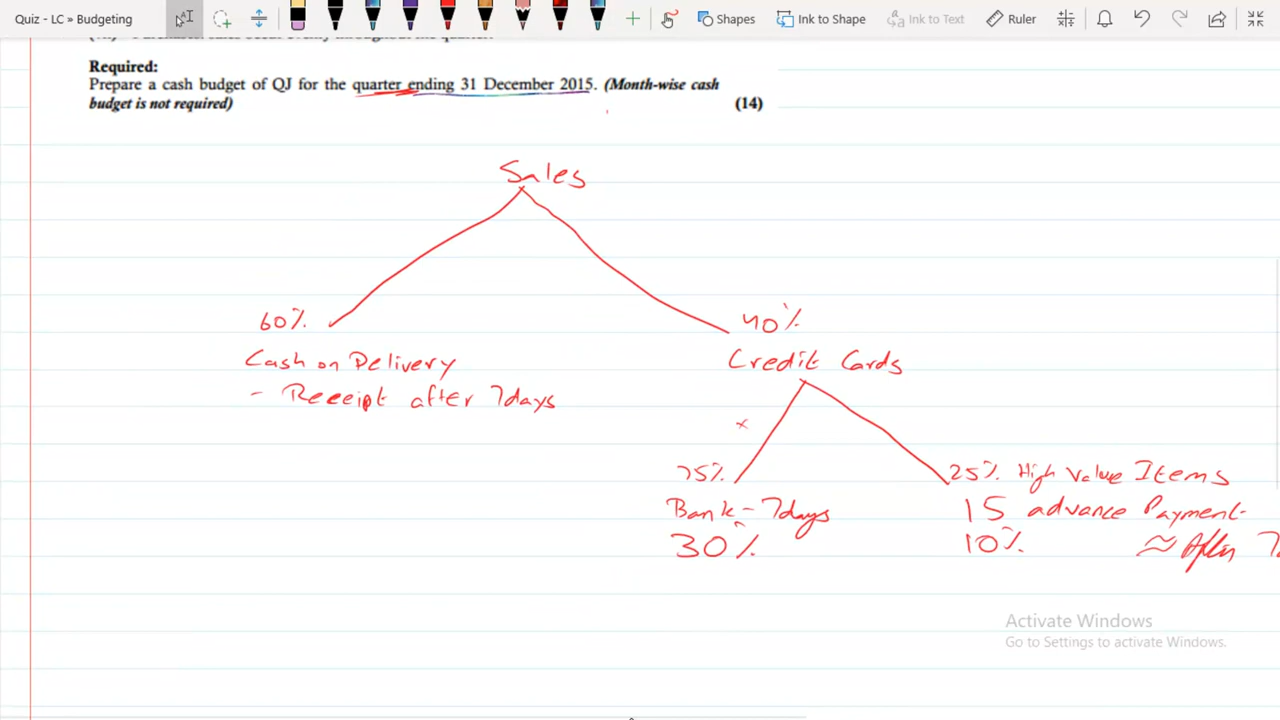 Quiz - LC » Budgeting
Shapes
Ink to Shape
Ink to Text
Ruler
Required:
Prepare a cash budget of QJ for the quarter ending 31 December 2015. (Month-wise cash
budget is not required)
(14)
Sales
60%
40%
Cash on Delivery
Credit Cards
- Receipt after 7days
75%
25% High Value Items
Bank - 7days
15 advance Payment
30%
10%
≈ After 7
Activate Windows
Go to Settings to activate Windows.